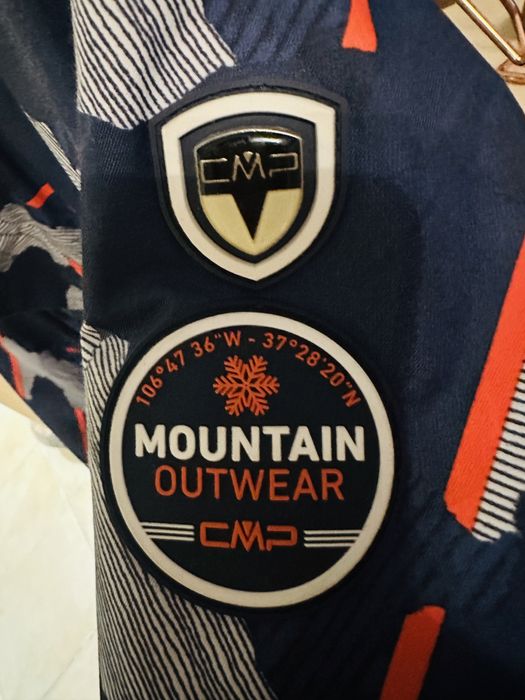 CMP
106°47 36"W - 37°28'20"N
MOUNTAIN
OUTWEAR
CMP